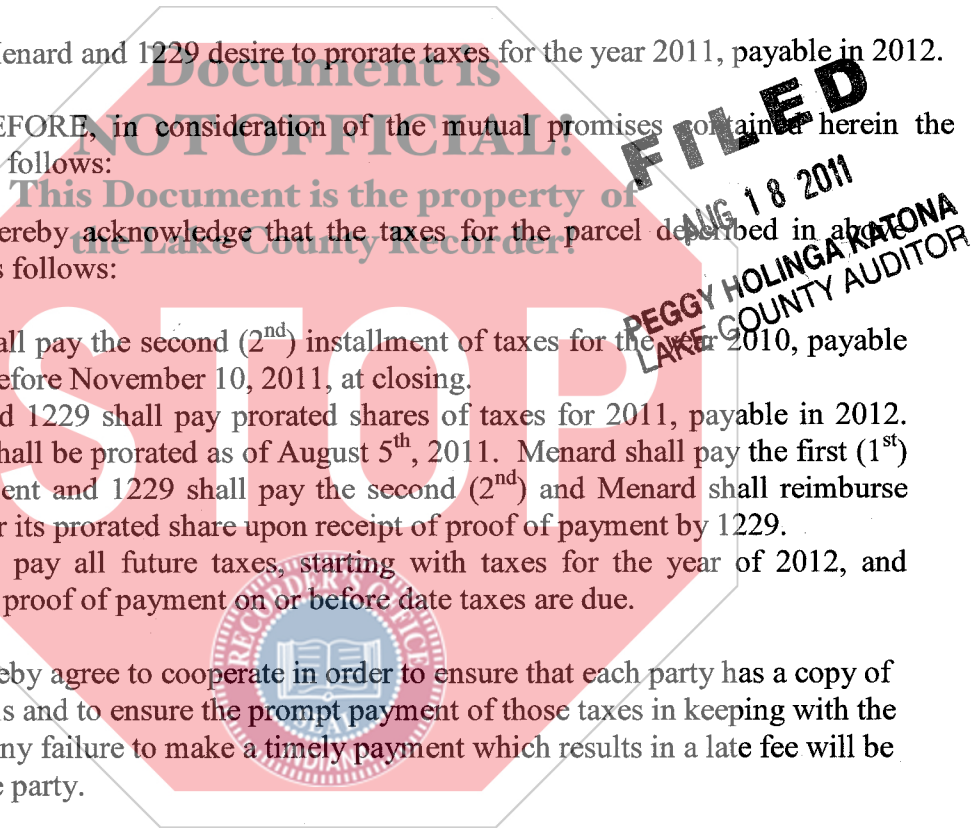 Menard and 1229 desire to prorate taxes for the year 2011, payable in 2012.
Document is
EFORE, in consideration of the mutual promises contained herein the
NOT OFFICIAL!
follows:
This Document is the property of
ereby acknowledge that the taxes for the parcel described in above
the Lake County Recorder!
s follows:
FILED
AUG 18 2011
PEGGY HOLINGA KATONA
LAKE COUNTY AUDITOR
STOP
all pay the second (2nd) installment of taxes for the year 2010, payable
efore November 10, 2011, at closing.
d 1229 shall pay prorated shares of taxes for 2011, payable in 2012.
hall be prorated as of August 5th, 2011. Menard shall pay the first (1st)
ent and 1229 shall pay the second (2nd) and Menard shall reimburse
r its prorated share upon receipt of proof of payment by 1229.
pay all future taxes, starting with taxes for the year of 2012, and
proof of payment on or before date taxes are due.
RECORDER'S OFFICE
SEAL
INDIANA
eby agree to cooperate in order to ensure that each party has a copy of
s and to ensure the prompt payment of those taxes in keeping with the
ny failure to make a timely payment which results in a late fee will be
e party.